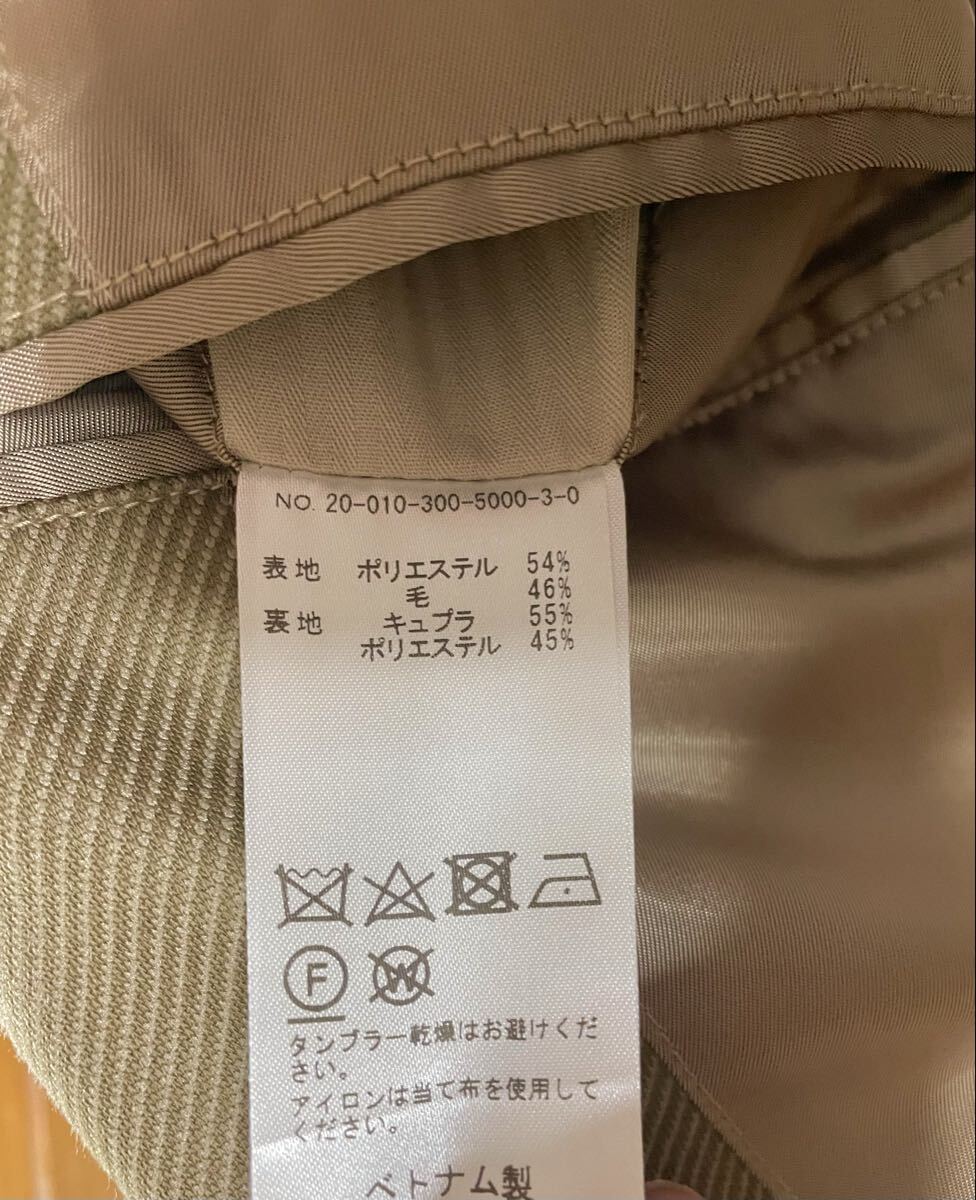 NO. 20-010-300-5000-3-0
表地 ポリエステル 54%
毛 46%
裏地 キュプラ 55%
ポリエステル 45%
F W
タンブラー乾燥はお避けくだ
さい。
アイロンは当て布を使用して
ください。
ベトナム製